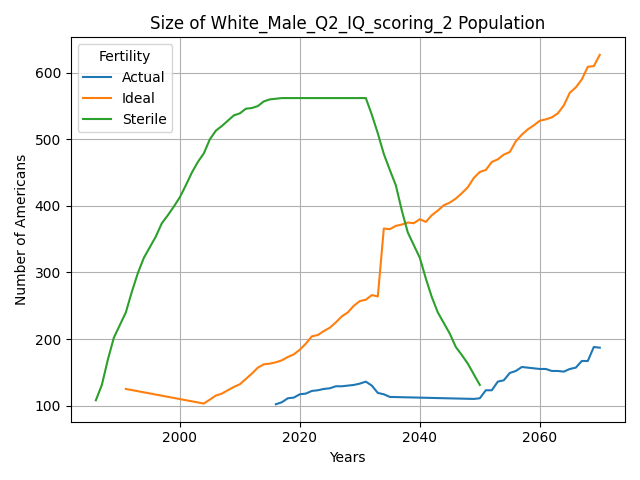 Size of White_Male_Q2_IQ_scoring_2 Population
Fertility
Actual
Ideal
Sterile
Number of Americans
600
500
400
300
200
100
2000
2020
2040
2060
Years